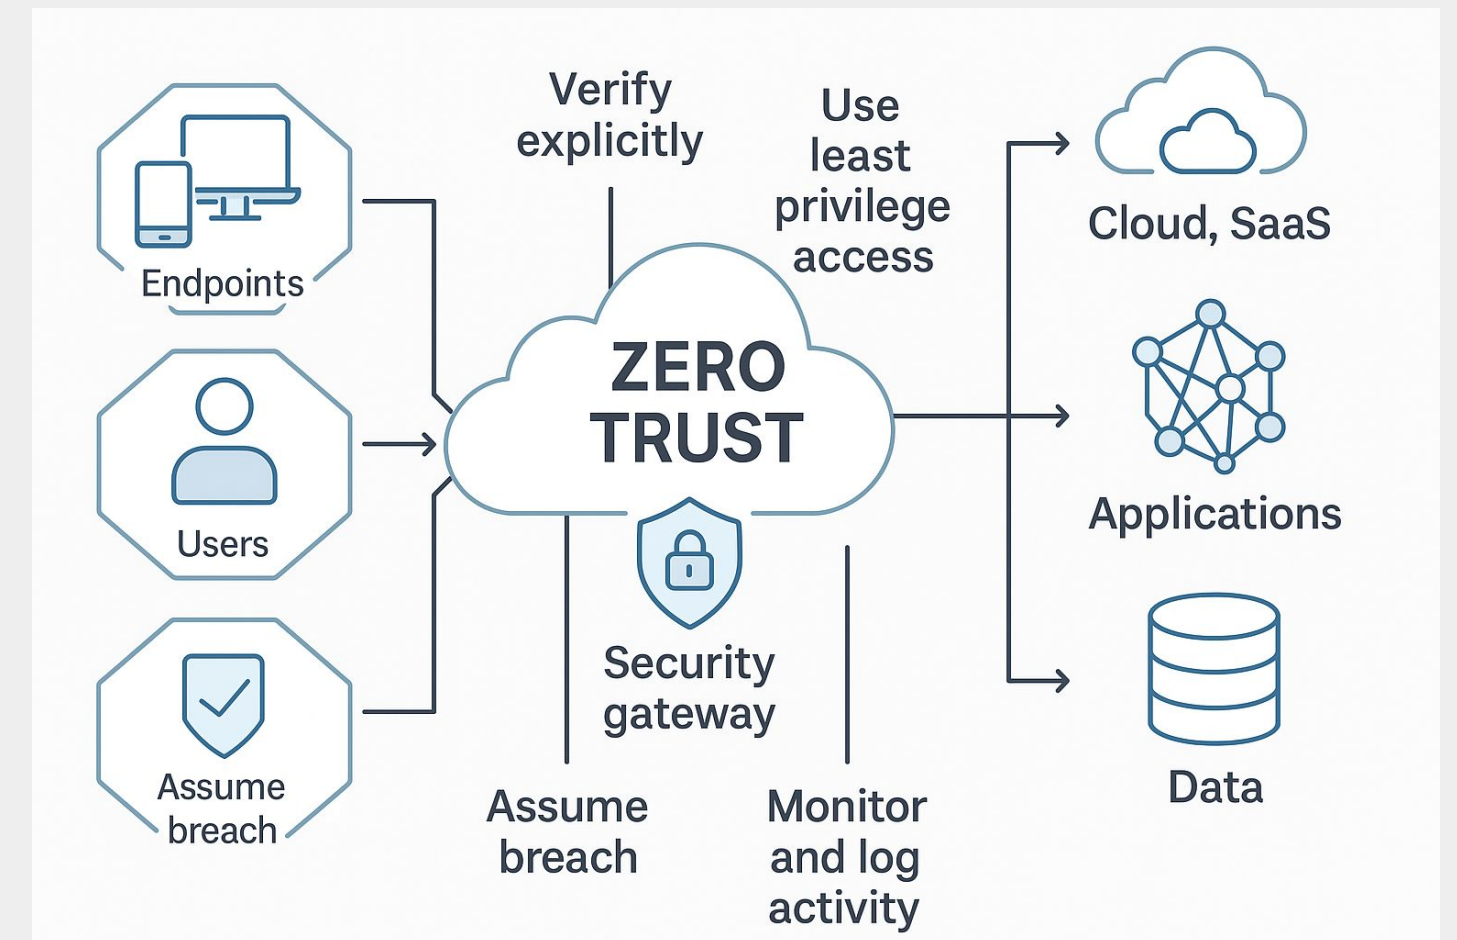 Verify
explicitly
Use
least
privilege
access
Endpoints
Users
Assume
breach
ZERO
TRUST
Security
gateway
Assume
breach
Monitor
and log
activity
Cloud, SaaS
Applications
Data